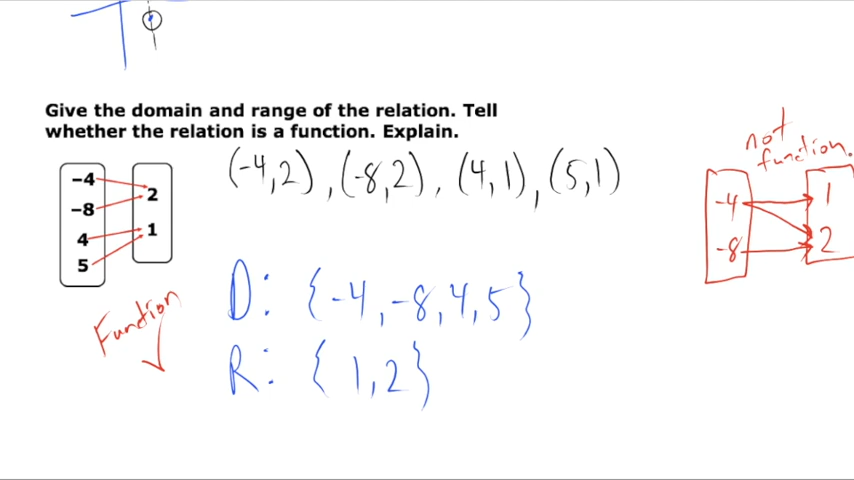 Give the domain and range of the relation. Tell
whether the relation is a function. Explain.
-4
-8
4
5
2
1
(-4,2), (-8,2), (4,1), (5,1)
D: {-4,-8,4,5}
R: {1,2}
Function
not
function.
-4
-8
1
2